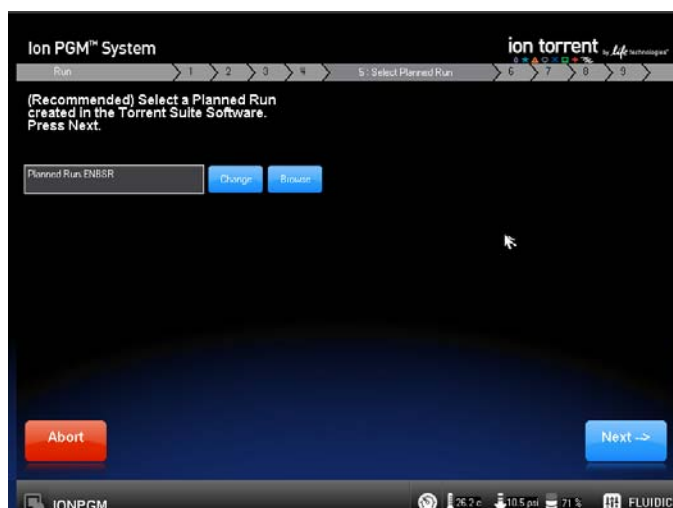 Ion PGM™ System
ion torrent
by life technologies™
Run 1 2 3 4 5: Select Planned Run 6 7 8 9
(Recommended) Select a Planned Run
created in the Torrent Suite Software.
Press Next.
Planned Run ENBSR Change Browse
Abort Next -->
IONPGM 26.2 c 10.5 psi 71 % FLUIDIC